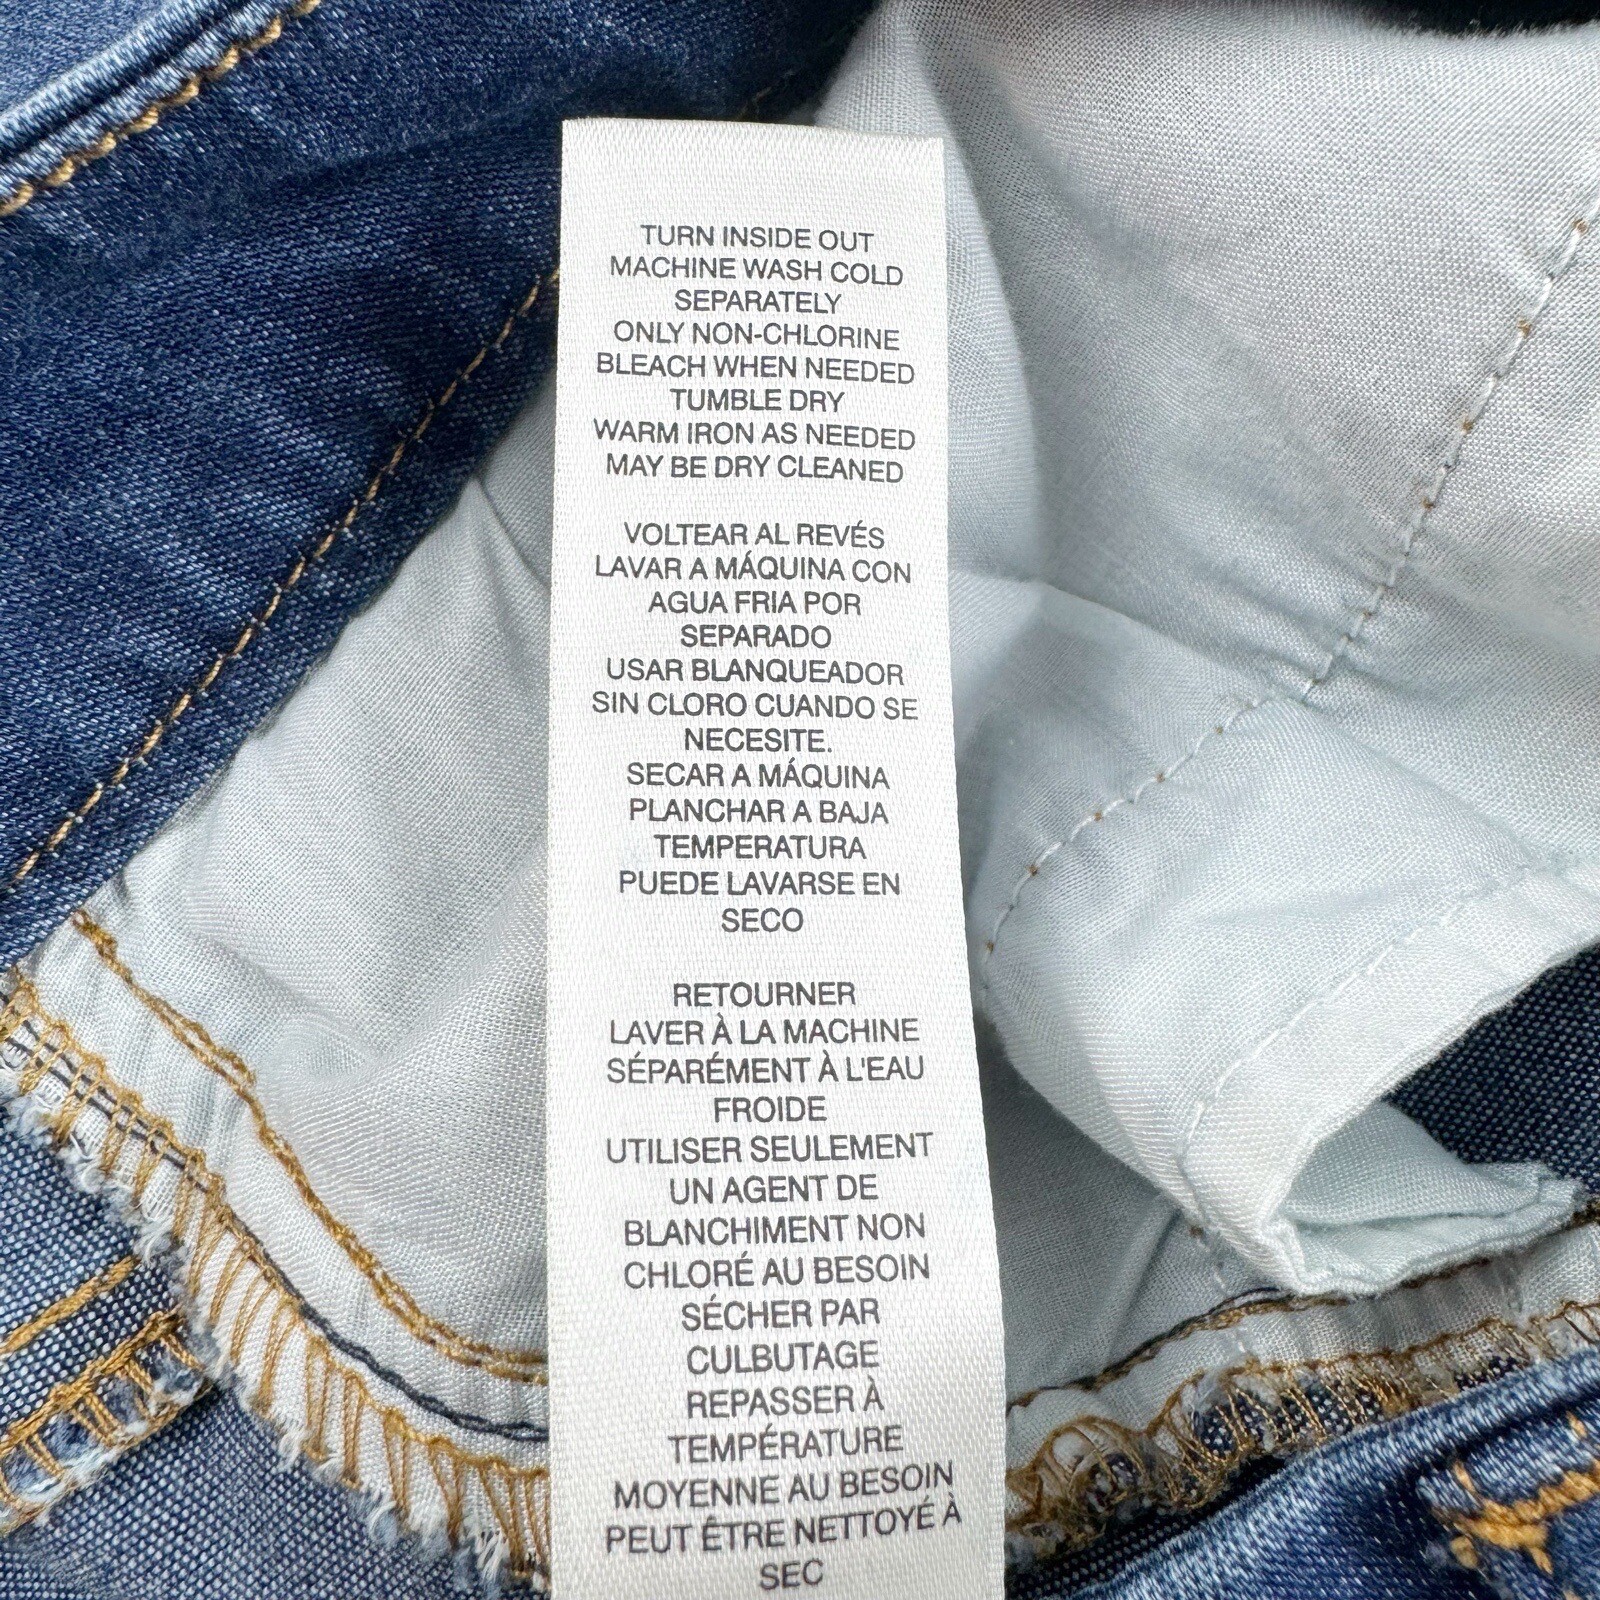 TURN INSIDE OUT
MACHINE WASH COLD
SEPARATELY
ONLY NON-CHLORINE
BLEACH WHEN NEEDED
TUMBLE DRY
WARM IRON AS NEEDED
MAY BE DRY CLEANED
VOLTEAR AL REVÉS
LAVAR A MÁQUINA CON
AGUA FRIA POR
SEPARADO
USAR BLANQUEADOR
SIN CLORO CUANDO SE
NECESITE.
SECAR A MÁQUINA
PLANCHAR A BAJA
TEMPERATURA
PUEDE LAVARSE EN
SECO
RETOURNER
LAVER À LA MACHINE
SÉPARÉMENT À L'EAU
FROIDE
UTILISER SEULEMENT
UN AGENT DE
BLANCHIMENT NON
CHLORÉ AU BESOIN
SÉCHER PAR
CULBUTAGE
REPASSER À
TEMPÉRATURE
MOYENNE AU BESOIN
PEUT ÊTRE NETTOYÉ À
SEC